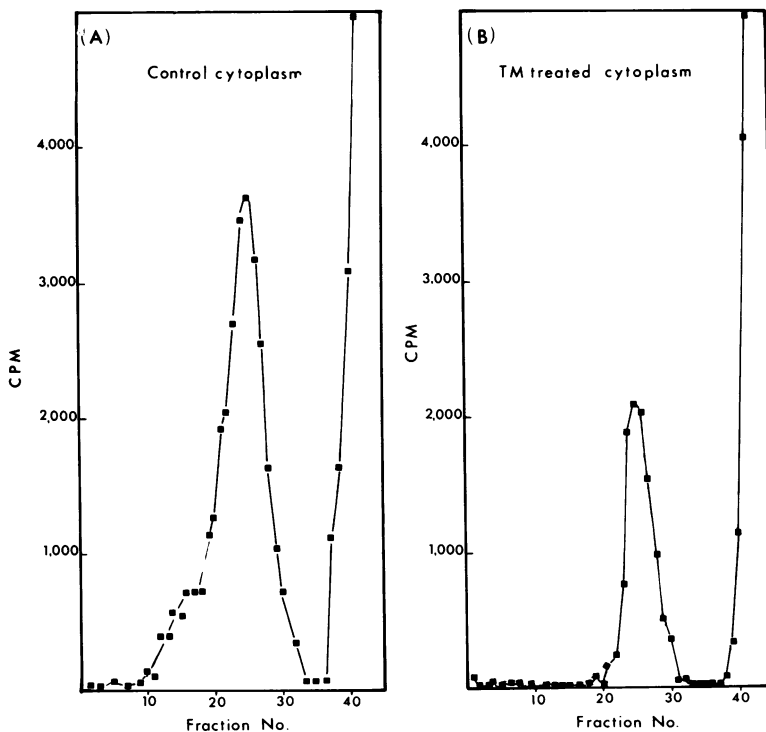 (A)
Control cytoplasm
4,000
3,000
2,000
1,000
CPM
10 20 30 40
Fraction No.
(B)
TM treated cytoplasm
4,000
3,000
2,000
1,000
CPM
10 20 30 40
Fraction No.